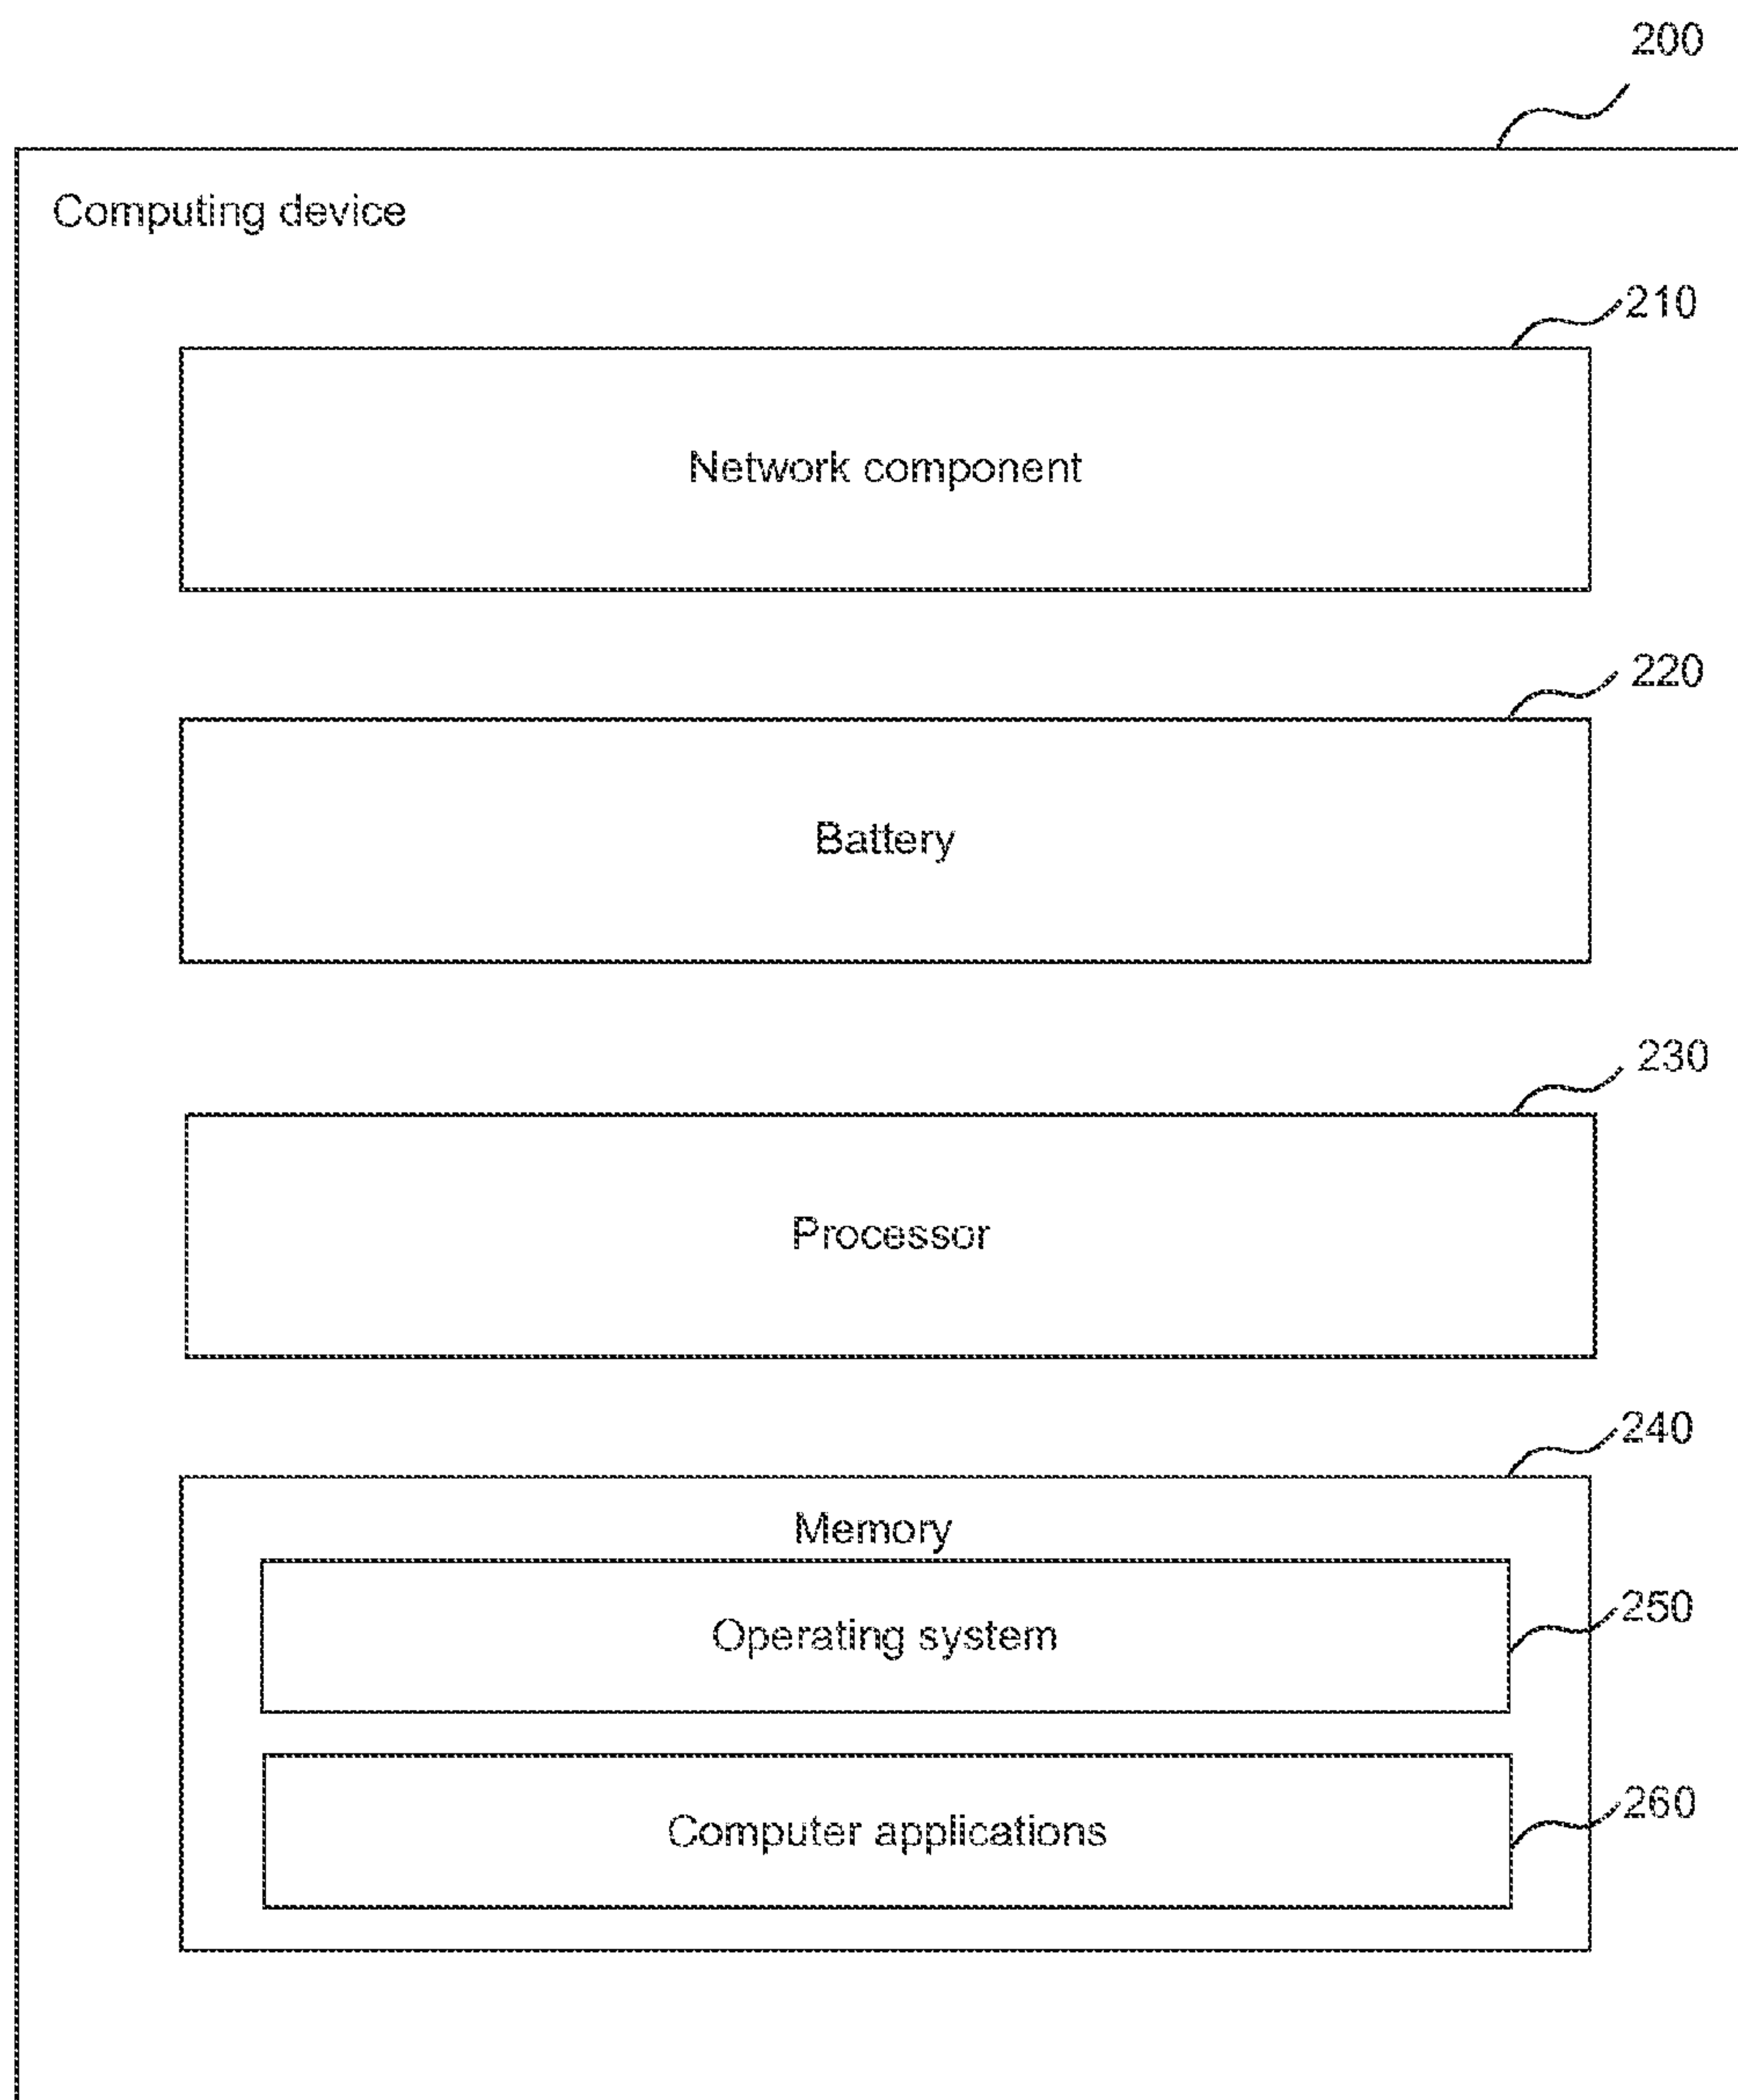 200
Computing device
210
Network component
220
Battery
230
Processor
240
Memory
250
Operating system
260
Computer applications